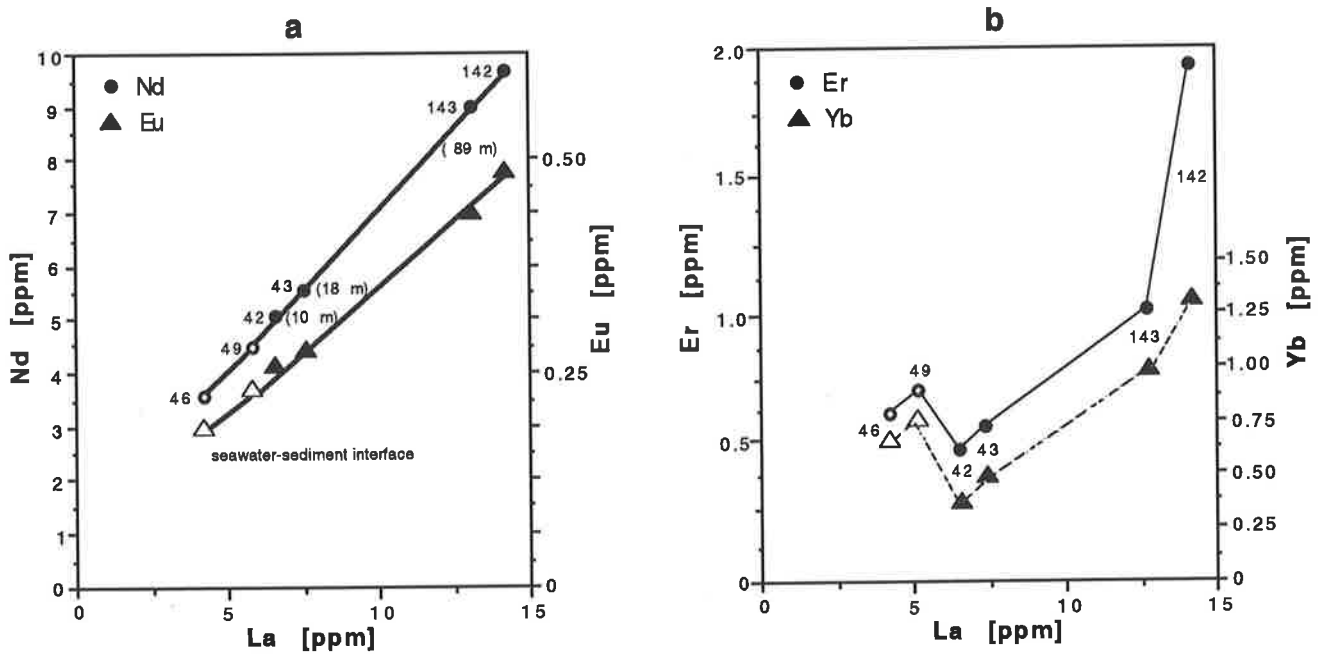 a
Nd
Eu
10
9
8
7
6
5
4
3
2
1
0
Nd [ppm]
142
143
( 89 m)
43 (18 m)
42 (10 m)
49
46
seawater-sediment interface
0.50
0.25
0
Eu [ppm]
0 5 10 15
La [ppm]
b
Er
Yb
2.0
1.5
1.0
0.5
0
Er [ppm]
142
143
49
46
43
42
1.50
1.25
1.00
0.75
0.50
0.25
0
Yb [ppm]
0 5 10 15
La [ppm]